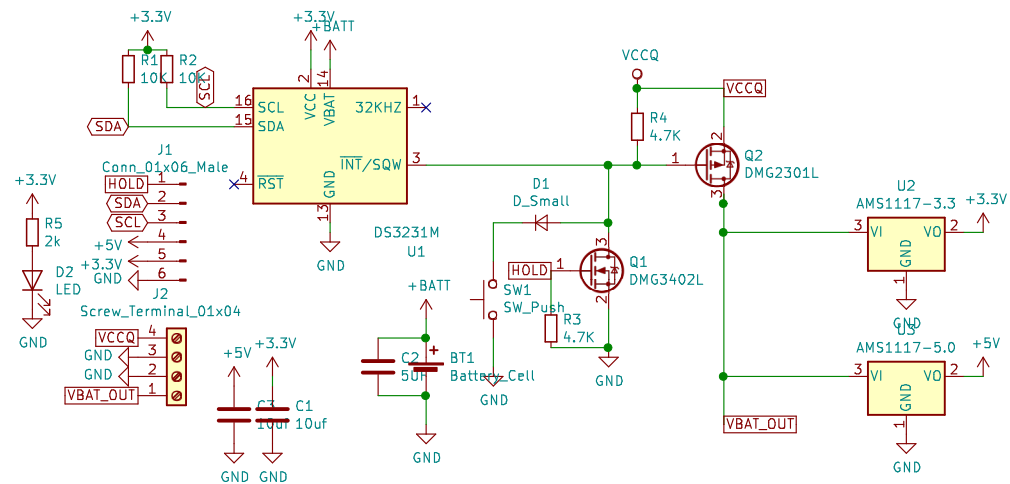 +3.3V
R1
10K
R2
10K
SCL
SDA
+3.3V
+BATT
2
14
VCC
VBAT
16
SCL
15
SDA
4
RST
32KHZ
1
INT/SQW
3
GND
13
GND
DS3231M
U1
J1
Conn_01x06_Male
HOLD
1
SDA
2
SCL
3
+5V
4
+3.3V
5
GND
6
J2
Screw_Terminal_01x04
VCCQ
4
GND
3
GND
2
VBAT_OUT
1
+3.3V
R5
2k
D2
LED
GND
+5V
C3
10uf
GND
+3.3V
C1
10uf
GND
+BATT
C2
5UF
BT1
Battery_Cell
GND
D1
D_Small
SW1
SW_Push
GND
HOLD
1
3
2
Q1
DMG3402L
R3
4.7K
GND
VCCQ
R4
4.7K
VCCQ
1
2
3
Q2
DMG2301L
U2
AMS1117-3.3
3
VI
VO
2
GND
1
+3.3V
GND
U3
AMS1117-5.0
3
VI
VO
2
GND
1
+5V
GND
VBAT_OUT